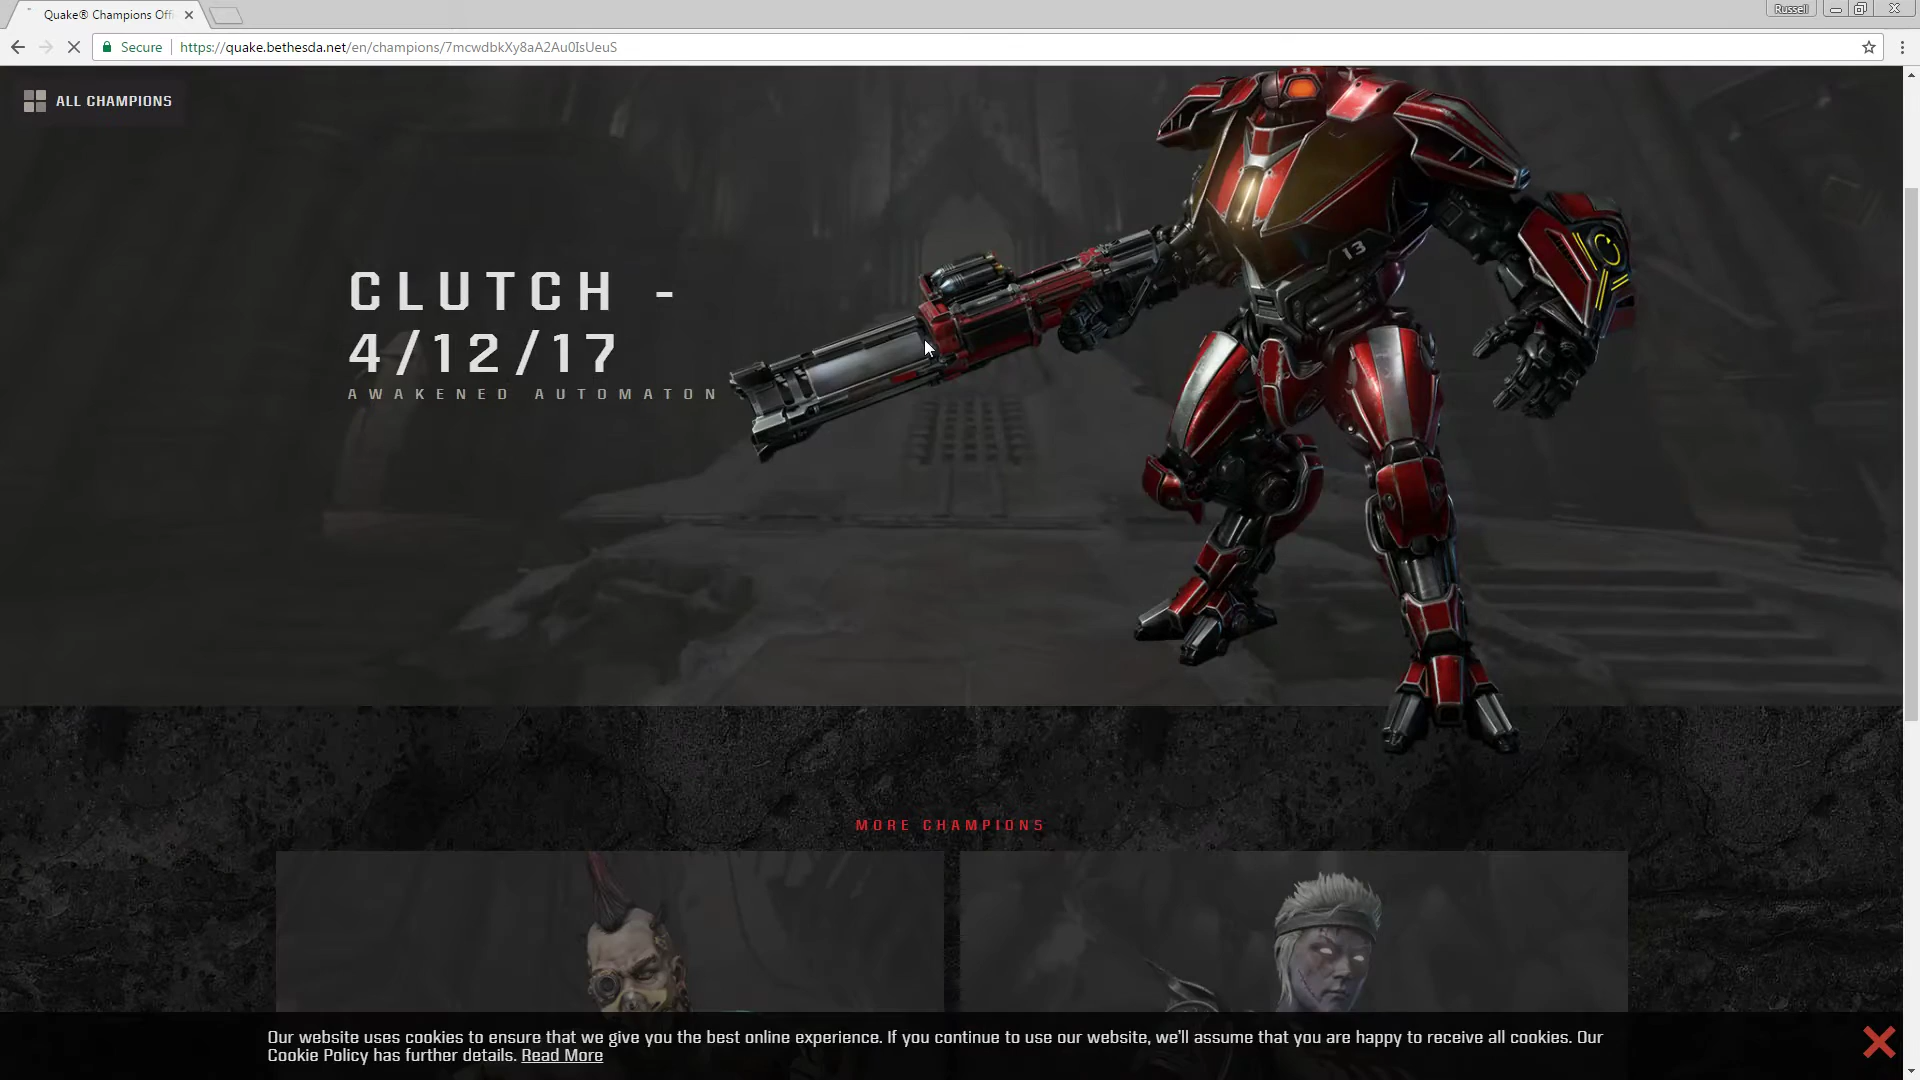 Quake® Champions Offi
Russell
Secure
https://quake.bethesda.net/en/champions/7mcwdbkXy8aA2Au0IsUeuS
ALL CHAMPIONS
13
CLUTCH -
4/12/17
AWAKENED AUTOMATON
MORE CHAMPIONS
Our website uses cookies to ensure that we give you the best online experience. If you continue to use our website, we'll assume that you are happy to receive all cookies. Our
Cookie Policy has further details. Read More